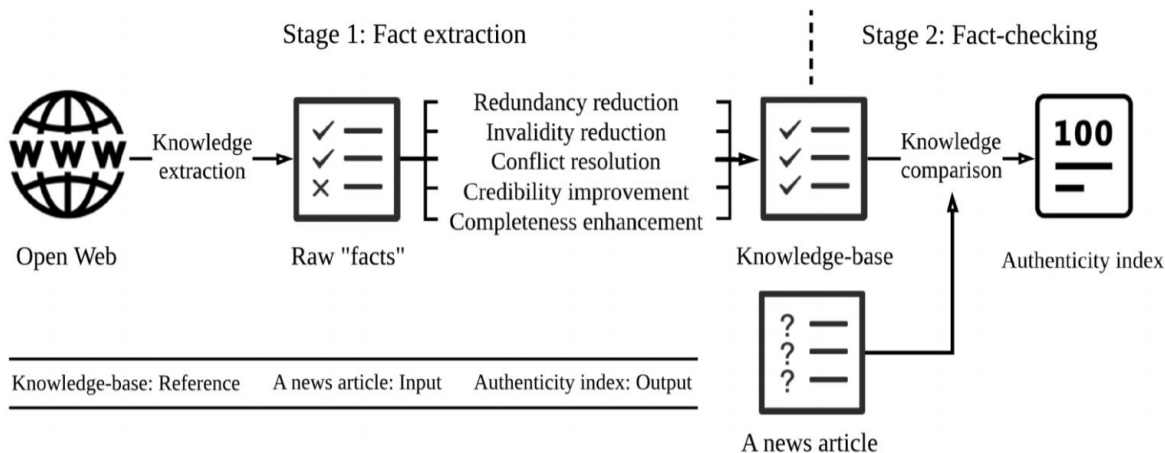 Stage 1: Fact extraction
Stage 2: Fact-checking
WWW
Knowledge
extraction
Redundancy reduction
Invalidity reduction
Conflict resolution
Credibility improvement
Completeness enhancement
Knowledge
comparison
100
Open Web
Raw "facts"
Knowledge-base
Authenticity index
?
?
?
Knowledge-base: Reference
A news article: Input
Authenticity index: Output
A news article